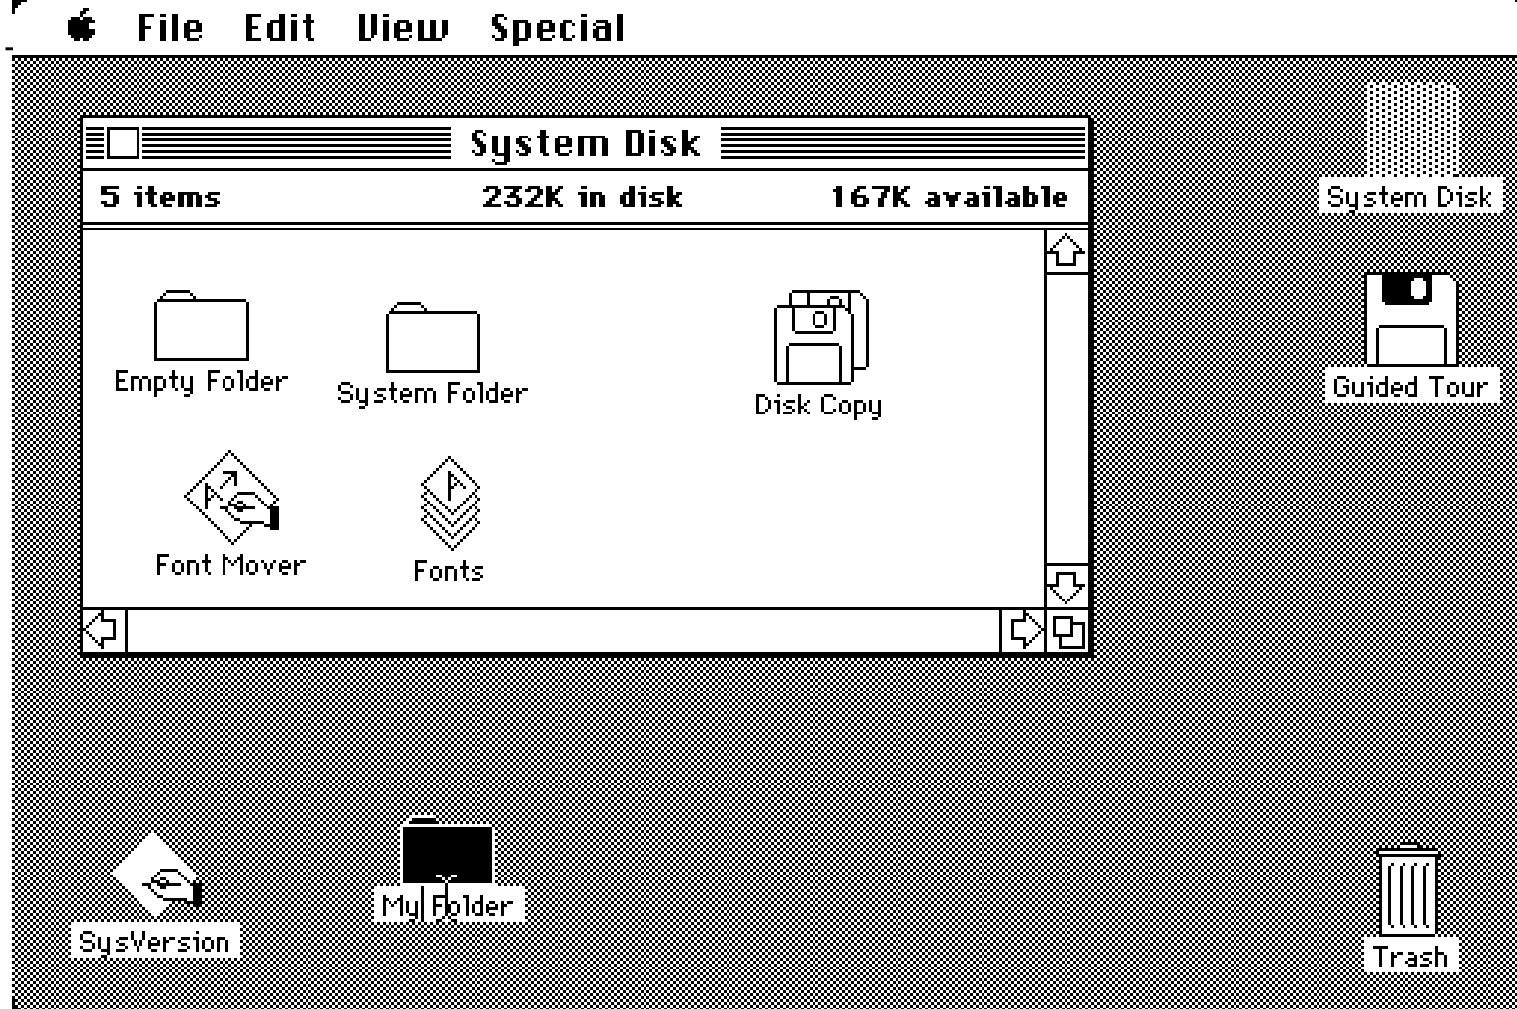 File Edit View Special
System Disk
5 items 232K in disk 167K available
System Disk
Guided Tour
Empty Folder
System Folder
Disk Copy
Font Mover
Fonts
SysVersion
My Folder
Trash